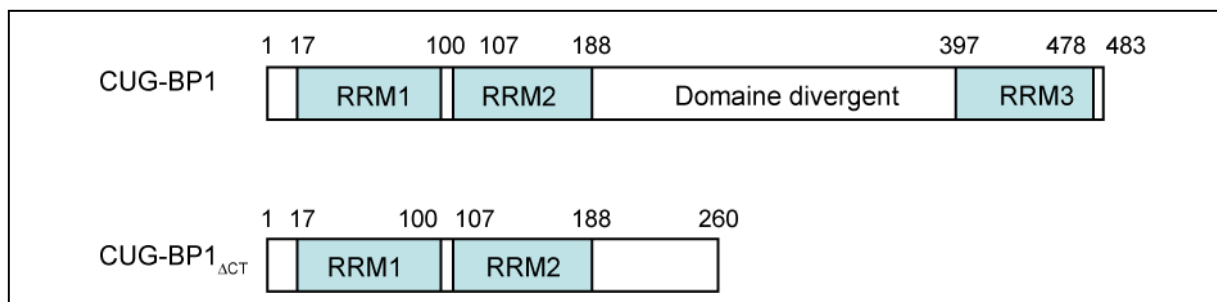 1 17 100 107 188 397 478 483
CUG-BP1 RRM1 RRM2 Domaine divergent RRM3
1 17 100 107 188 260
CUG-BP1ΔCT RRM1 RRM2